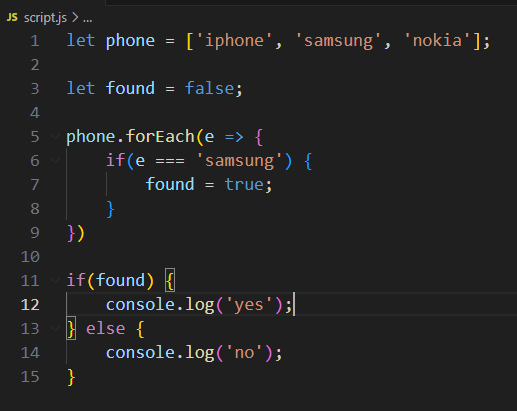 JS script.js > ...
1 let phone = ['iphone', 'samsung', 'nokia'];
2
3 let found = false;
4
5 phone.forEach(e => {
6     if(e === 'samsung') {
7         found = true;
8     }
9 })
10
11 if(found) {
12     console.log('yes');
13 } else {
14     console.log('no');
15 }